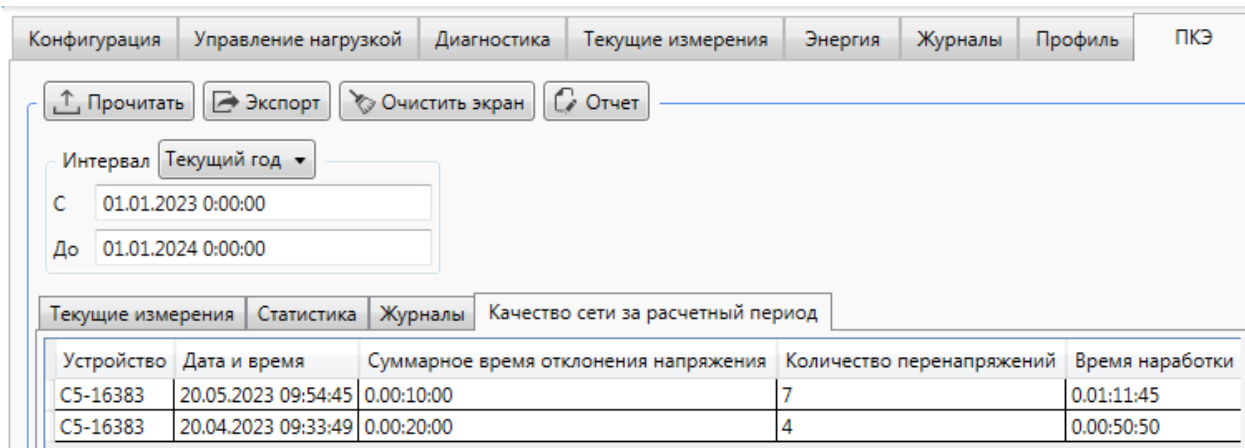 Конфигурация Управление нагрузкой Диагностика Текущие измерения Энергия Журналы Профиль ПКЭ
Прочитать Экспорт Очистить экран Отчет
Интервал Текущий год
С 01.01.2023 0:00:00
До 01.01.2024 0:00:00
Текущие измерения Статистика Журналы Качество сети за расчетный период
Устройство Дата и время Суммарное время отклонения напряжения Количество перенапряжений Время наработки
C5-16383 20.05.2023 09:54:45 0.00:10:00 7 0.01:11:45
C5-16383 20.04.2023 09:33:49 0.00:20:00 4 0.00:50:50